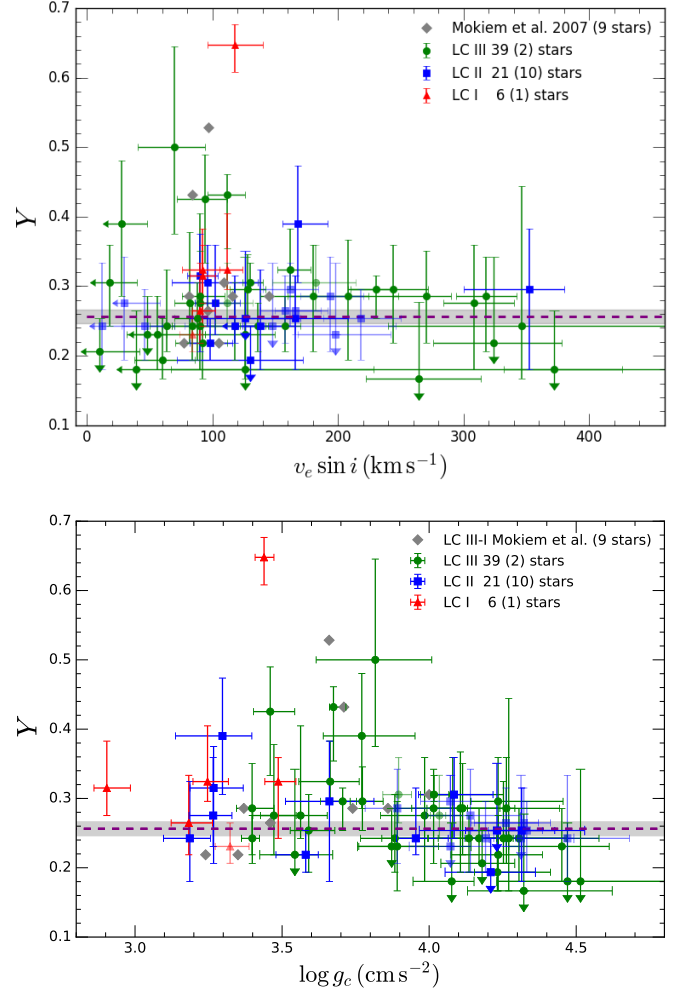 0.7
0.6
0.5
0.4
0.3
0.2
0.1
Y
Mokiem et al. 2007 (9 stars)
LC III 39 (2) stars
LC II 21 (10) stars
LC I 6 (1) stars
0 100 200 300 400
v_e sin i (km s⁻¹)
0.7
0.6
0.5
0.4
0.3
0.2
0.1
Y
LC III-I Mokiem et al. (9 stars)
LC III 39 (2) stars
LC II 21 (10) stars
LC I 6 (1) stars
3.0 3.5 4.0 4.5
log g_c (cm s⁻²)